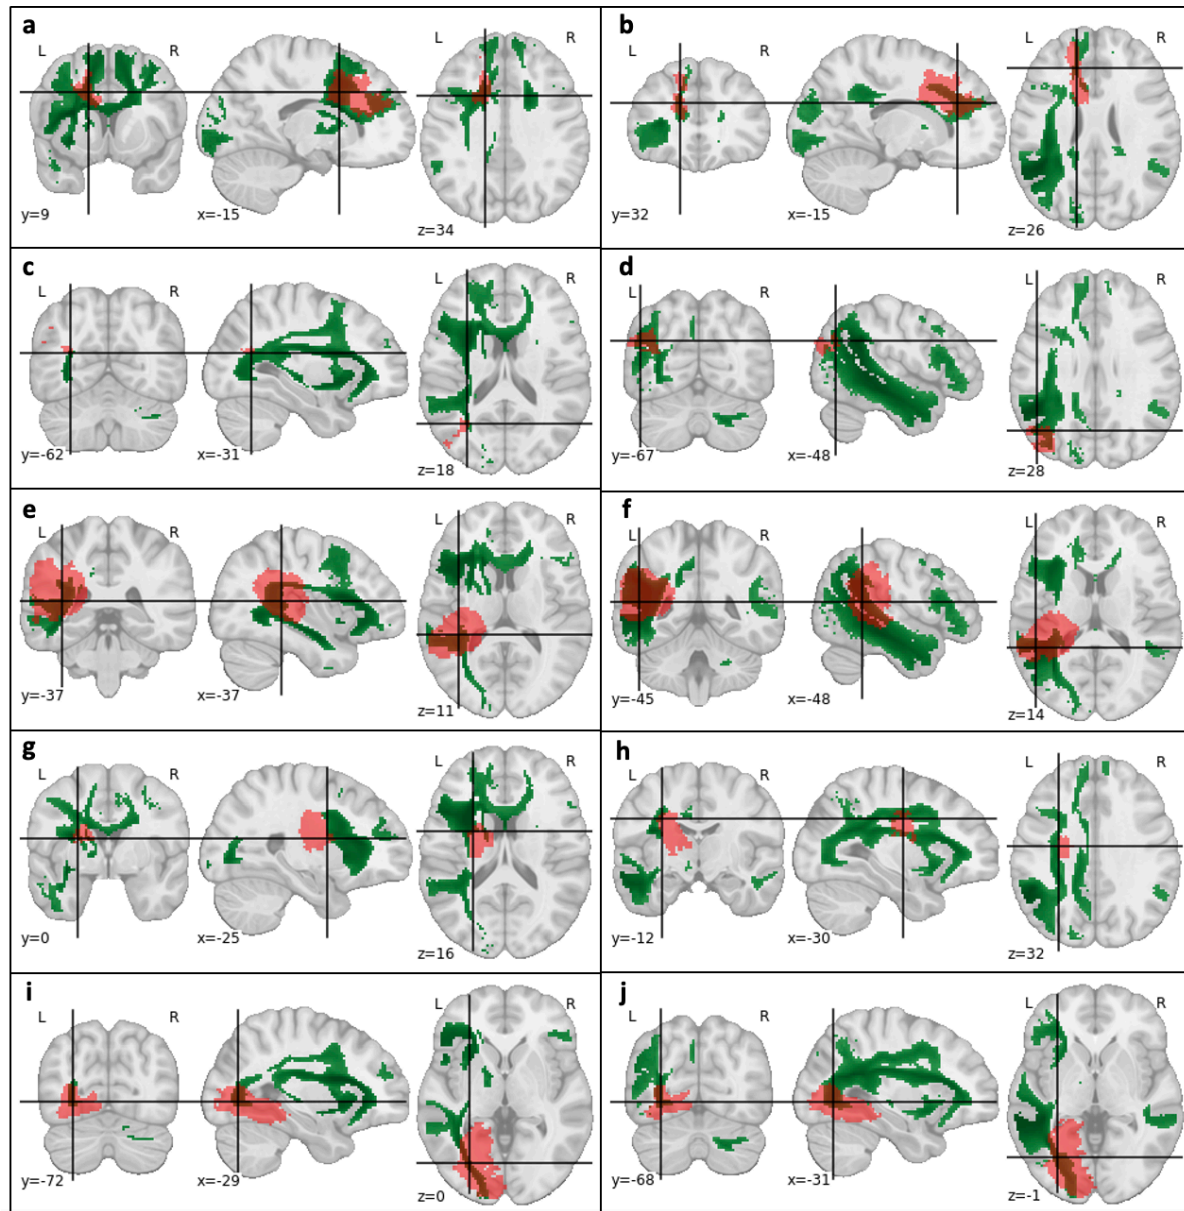 a
L R L R
y=9 x=-15 z=34
b
L R L R
y=32 x=-15 z=26
c
L R L R
y=-62 x=-31 z=18
d
L R L R
y=-67 x=-48 z=28
e
L R L R
y=-37 x=-37 z=11
f
L R L R
y=-45 x=-48 z=14
g
L R L R
y=0 x=-25 z=16
h
L R L R
y=-12 x=-30 z=32
i
L R L R
y=-72 x=-29 z=0
j
L R L R
y=-68 x=-31 z=-1